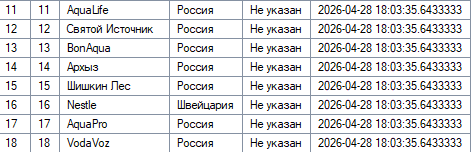 11 11 AquaLife Россия Не указан 2026-04-28 18:03:35.6433333
12 12 Святой Источник Россия Не указан 2026-04-28 18:03:35.6433333
13 13 BonAqua Россия Не указан 2026-04-28 18:03:35.6433333
14 14 Архыз Россия Не указан 2026-04-28 18:03:35.6433333
15 15 Шишкин Лес Россия Не указан 2026-04-28 18:03:35.6433333
16 16 Nestle Швейцария Не указан 2026-04-28 18:03:35.6433333
17 17 AquaPro Россия Не указан 2026-04-28 18:03:35.6433333
18 18 VodaVoz Россия Не указан 2026-04-28 18:03:35.6433333